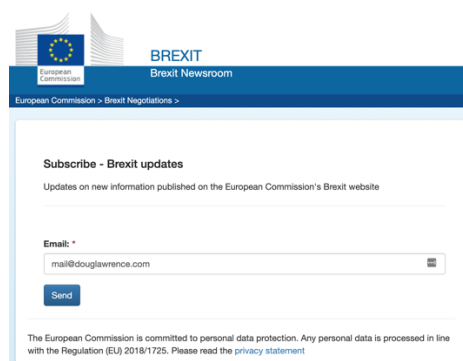 European
Commission
BREXIT
Brexit Newsroom
European Commission > Brexit Negotiations >
Subscribe - Brexit updates
Updates on new information published on the European Commission's Brexit website
Email: *
mail@douglawrence.com
Send
The European Commission is committed to personal data protection. Any personal data is processed in line
with the Regulation (EU) 2018/1725. Please read the privacy statement